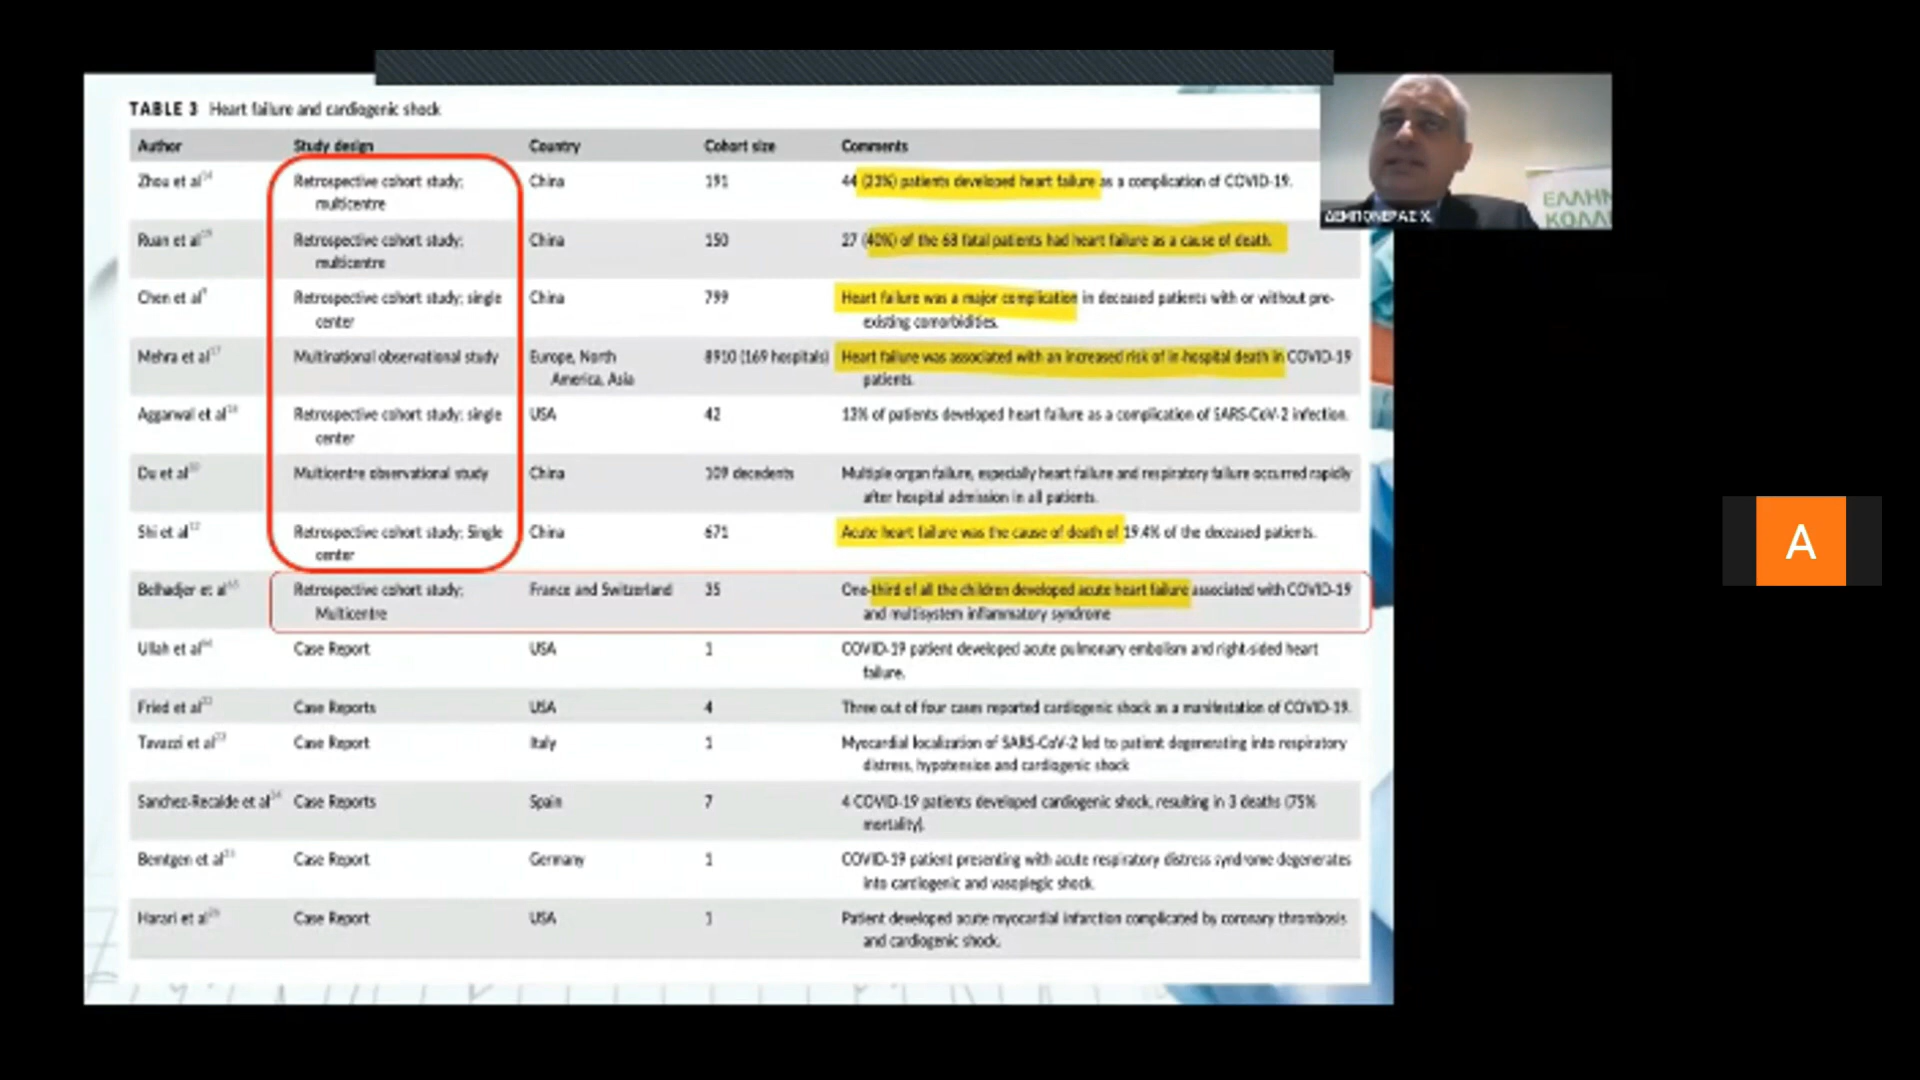 TABLE 3 Heart failure and cardiogenic shock
Author Study design Country Cohort size Comments
Zhou et al14 Retrospective cohort study; China 191 44 (23%) patients developed heart failure as a complication of COVID-19.
multicentre
Ruan et al Retrospective cohort study; China 150 27 (40%) of the 68 fatal patients had heart failure as a cause of death.
multicentre
Chen et al Retrospective cohort study; single China 799 Heart failure was a major complication in deceased patients with or without pre-
center existing comorbidities.
Mehra et al17 Multinational observational study Europe, North 8910 (169 hospitals) Heart failure was associated with an increased risk of in-hospital death in COVID-19
America, Asia patients.
Aggarwal et al Retrospective cohort study; single USA 42 13% of patients developed heart failure as a complication of SARS-CoV-2 infection.
center
Du et al Multicentre observational study China 109 decedents Multiple organ failure, especially heart failure and respiratory failure occurred rapidly
after hospital admission in all patients.
Shi et al12 Retrospective cohort study; Single China 671 Acute heart failure was the cause of death of 19.4% of the deceased patients.
center
Belhadjer et al Retrospective cohort study; France and Switzerland 35 One-third of all the children developed acute heart failure associated with COVID-19
Multicentre and multisystem inflammatory syndrome
Ullah et al Case Report USA 1 COVID-19 patient developed acute pulmonary embolism and right-sided heart
failure.
Fried et al Case Reports USA 4 Three out of four cases reported cardiogenic shock as a manifestation of COVID-19.
Tavazzi et al Case Report Italy 1 Myocardial localization of SARS-CoV-2 led to patient degenerating into respiratory
distress, hypotension and cardiogenic shock
Sanchez-Recalde et al Case Reports Spain 7 4 COVID-19 patients developed cardiogenic shock, resulting in 3 deaths (75%
mortality).
Bemtgen et al Case Report Germany 1 COVID-19 patient presenting with acute respiratory distress syndrome degenerates
into cardiogenic and vasoplegic shock.
Harari et al Case Report USA 1 Patient developed acute myocardial infarction complicated by coronary thrombosis
and cardiogenic shock.
ΔΕΜΠΟΝΕΡΑΣ Χ.
ΕΛΛΗΝ
ΚΟΛΛΕ
A